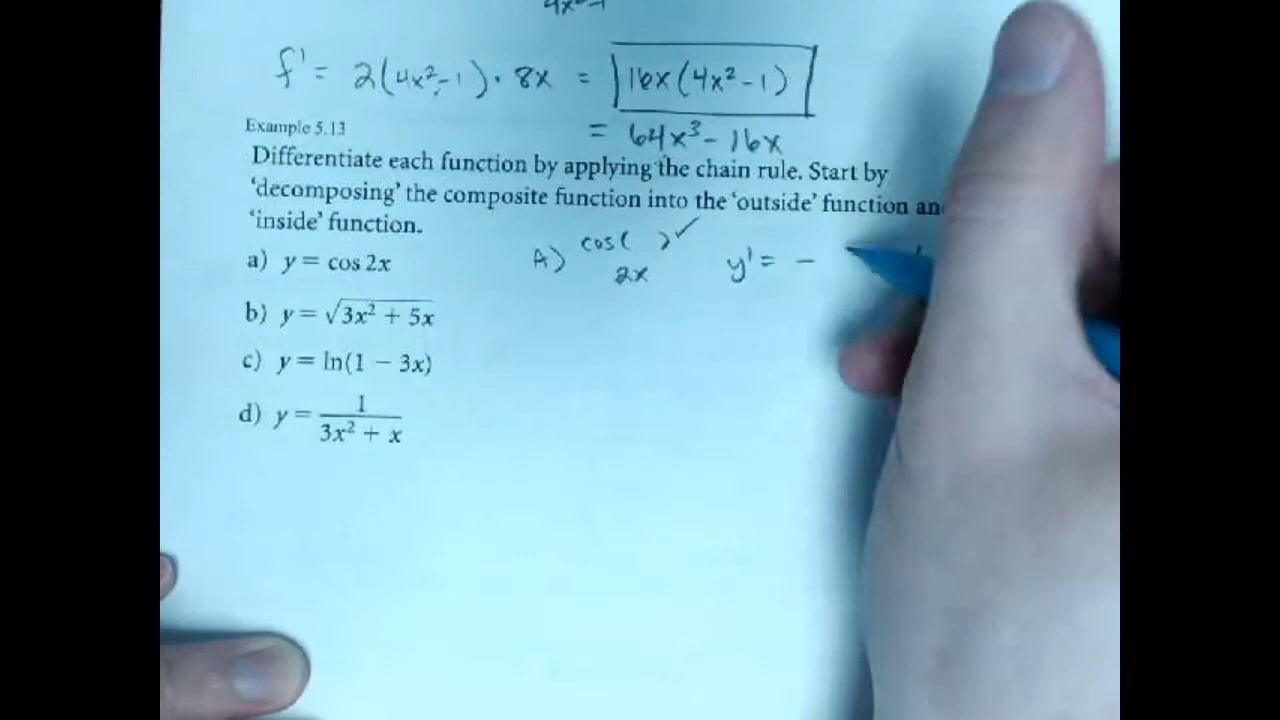 4x²-1
f' = 2(4x²-1) · 8x = 16x(4x²-1)
Example 5.13
= 64x³ - 16x
Differentiate each function by applying the chain rule. Start by
'decomposing' the composite function into the 'outside' function
'inside' function.
A) cos( ) ✓
2x
y' = -
a) y = cos 2x
b) y = √3x² + 5x
c) y = ln(1 − 3x)
d) y = 1
3x² + x